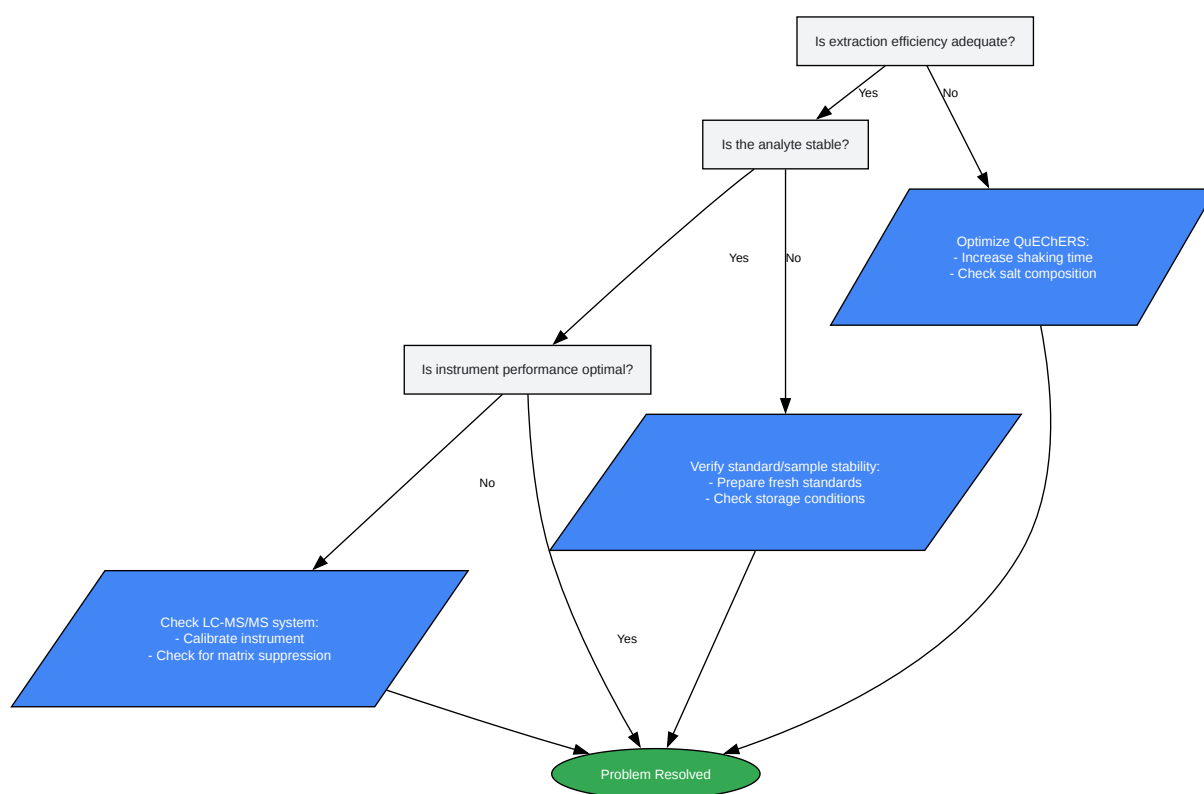 Is extraction efficiency adequate?
Yes
No
Is the analyte stable?
Optimize QuEChERS:
- Increase shaking time
- Check salt composition
Yes
No
Is instrument performance optimal?
Verify standard/sample stability:
- Prepare fresh standards
- Check storage conditions
No
Check LC-MS/MS system:
- Calibrate instrument
- Check for matrix suppression
Yes
Problem Resolved